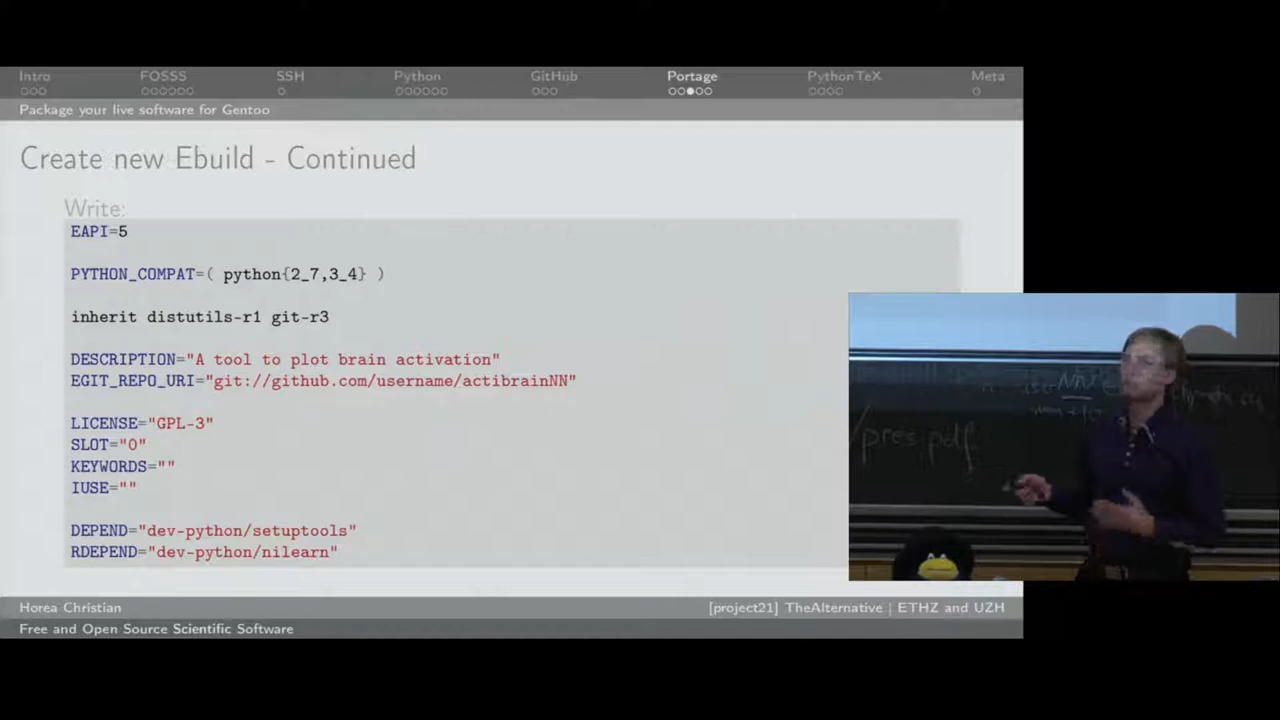 Intro FOSSS SSH Python GitHub Portage PythonTeX Meta
Package your live software for Gentoo
Create new Ebuild - Continued
Write:
EAPI=5
PYTHON_COMPAT=( python{2_7,3_4} )
inherit distutils-r1 git-r3
DESCRIPTION="A tool to plot brain activation"
EGIT_REPO_URI="git://github.com/username/actibrainNN"
LICENSE="GPL-3"
SLOT="0"
KEYWORDS=""
IUSE=""
DEPEND="dev-python/setuptools"
RDEPEND="dev-python/nilearn"
/pres.pdf
Horea Christian [project21] TheAlternative | ETHZ and UZH
Free and Open Source Scientific Software